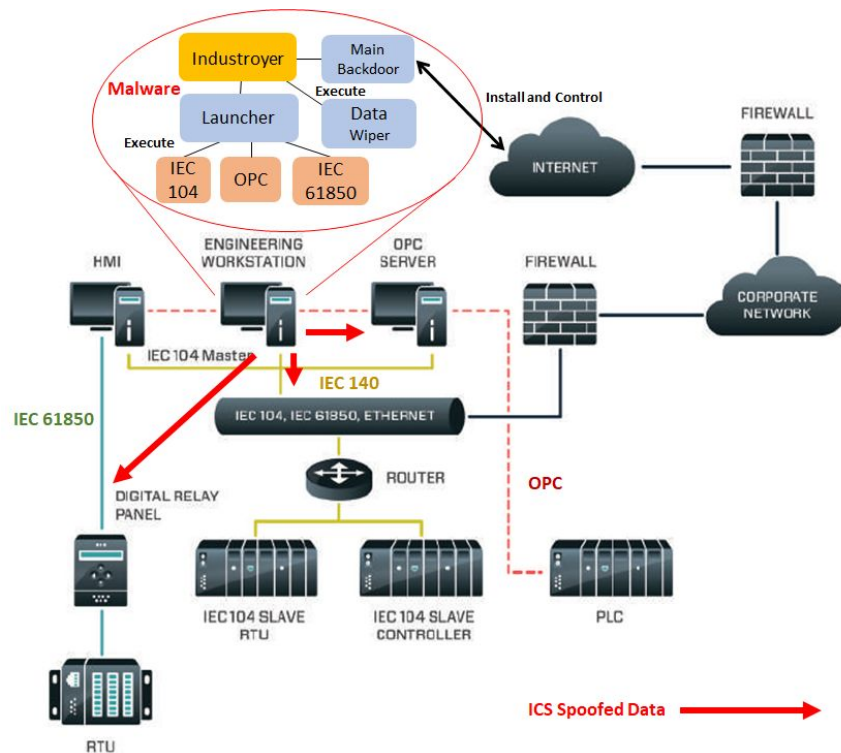 Industroyer
Main
Backdoor
Malware
Execute
Launcher
Data
Wiper
Execute
IEC
104
OPC
IEC
61850
Install and Control
INTERNET
FIREWALL
HMI
ENGINEERING
WORKSTATION
OPC
SERVER
FIREWALL
CORPORATE
NETWORK
IEC 104 Master
IEC 140
IEC 61850
IEC 104, IEC 61850, ETHERNET
ROUTER
OPC
DIGITAL RELAY
PANEL
IEC 104 SLAVE
RTU
IEC 104 SLAVE
CONTROLLER
PLC
RTU
ICS Spoofed Data